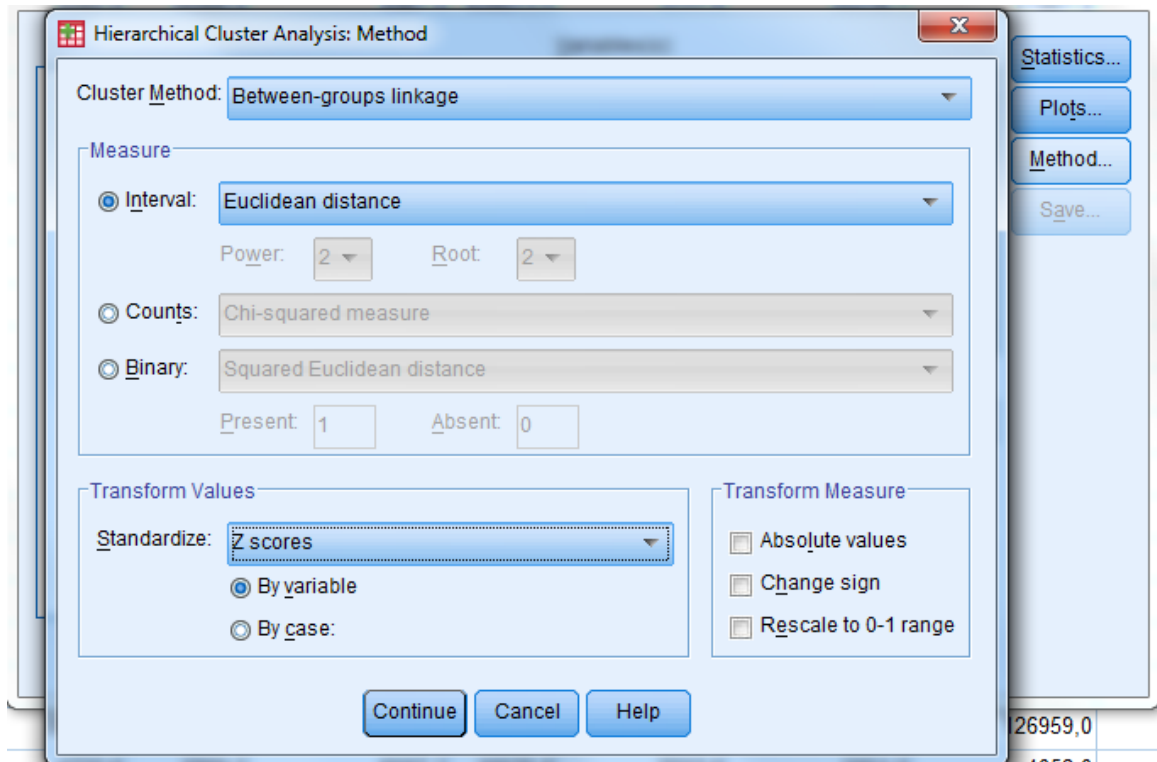 Hierarchical Cluster Analysis: Method
Statistics...
Cluster Method: Between-groups linkage
Plots...
Measure
Method...
Interval: Euclidean distance
Save...
Power: 2 Root: 2
Counts: Chi-squared measure
Binary: Squared Euclidean distance
Present: 1 Absent: 0
Transform Values
Transform Measure
Standardize: Z scores
Absolute values
By variable
Change sign
By case:
Rescale to 0-1 range
Continue Cancel Help
126959,0